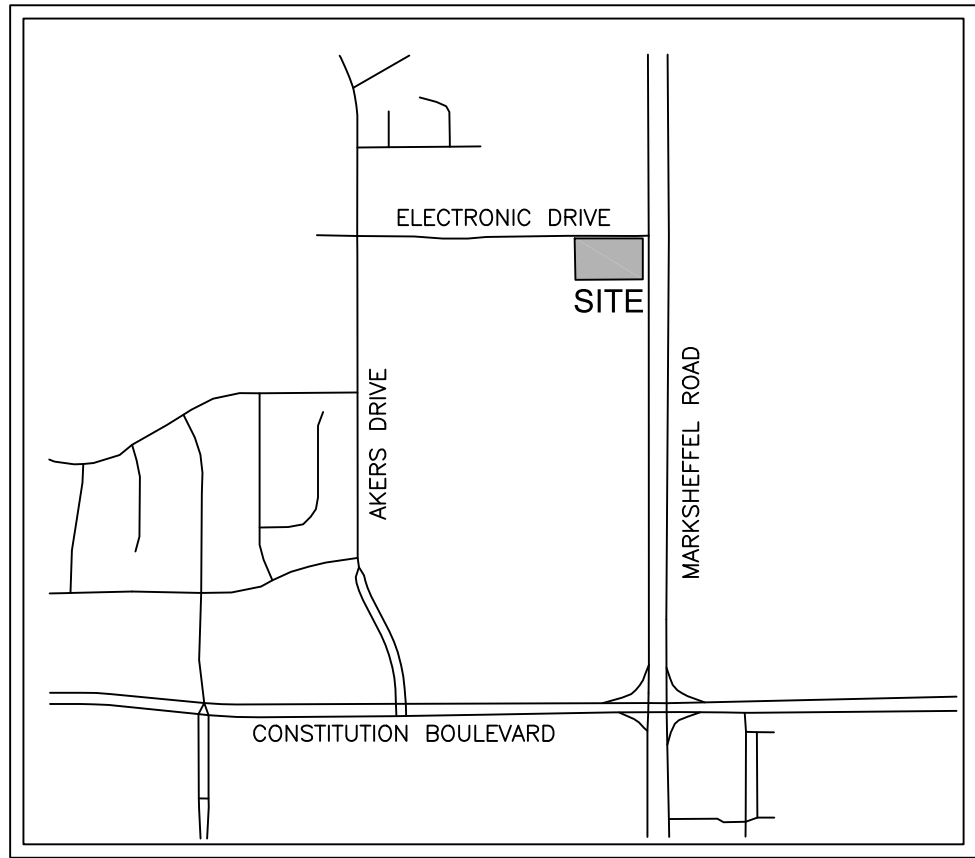 ELECTRONIC DRIVE
SITE
AKERS DRIVE
MARKSHEFFEL ROAD
CONSTITUTION BOULEVARD